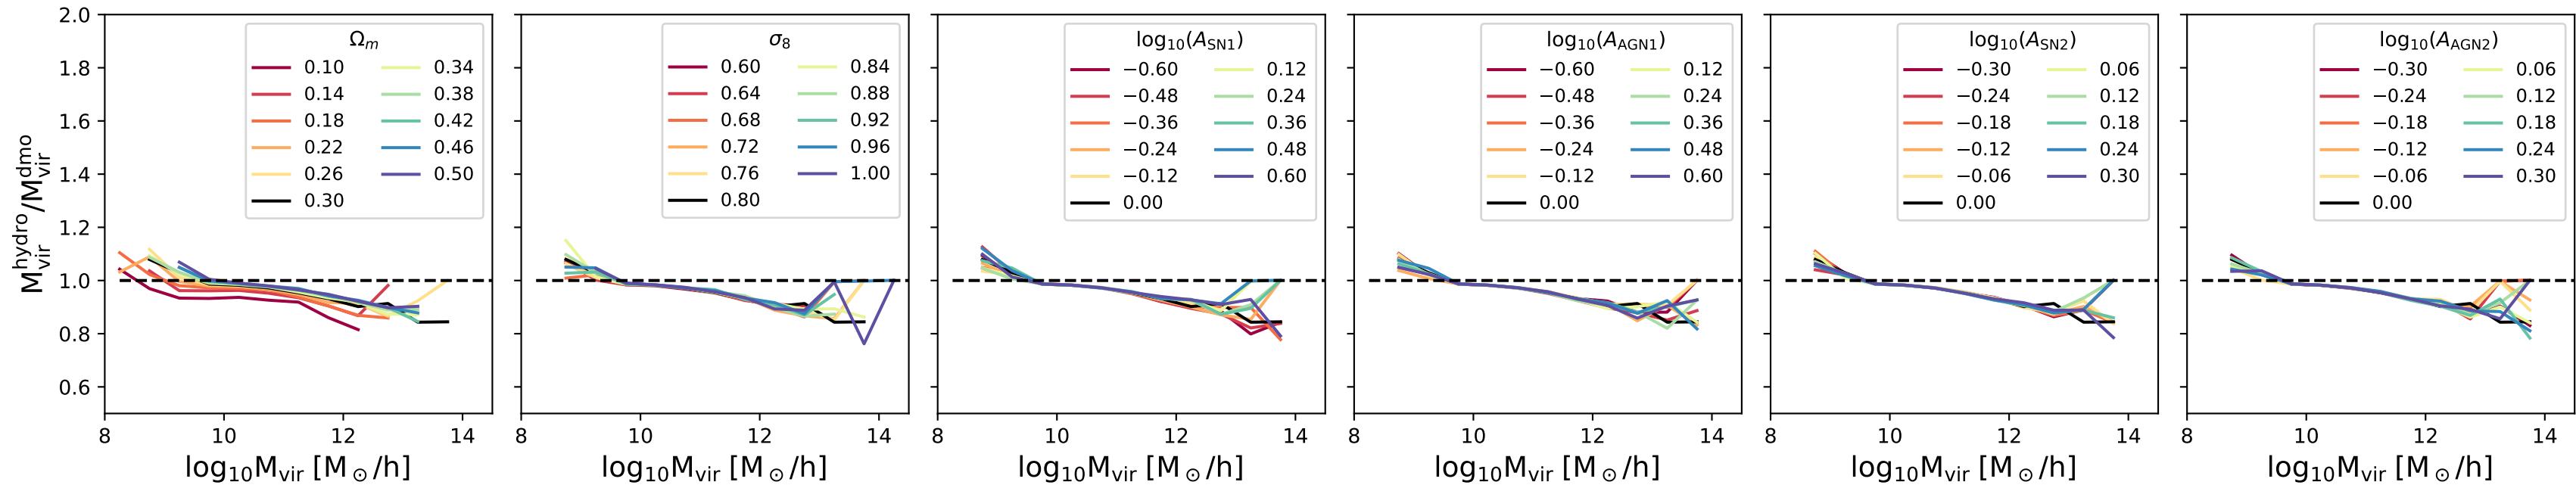 M_vir^hydro/M_vir^dmo
2.0
1.8
1.6
1.4
1.2
1.0
0.8
0.6
Ω_m
0.10 0.34
0.14 0.38
0.18 0.42
0.22 0.46
0.26 0.50
0.30
8 10 12 14
log₁₀M_vir [M_⊙/h]
σ₈
0.60 0.84
0.64 0.88
0.68 0.92
0.72 0.96
0.76 1.00
0.80
8 10 12 14
log₁₀M_vir [M_⊙/h]
log₁₀(A_SN1)
−0.60 0.12
−0.48 0.24
−0.36 0.36
−0.24 0.48
−0.12 0.60
0.00
8 10 12 14
log₁₀M_vir [M_⊙/h]
log₁₀(A_AGN1)
−0.60 0.12
−0.48 0.24
−0.36 0.36
−0.24 0.48
−0.12 0.60
0.00
8 10 12 14
log₁₀M_vir [M_⊙/h]
log₁₀(A_SN2)
−0.30 0.06
−0.24 0.12
−0.18 0.18
−0.12 0.24
−0.06 0.30
0.00
8 10 12 14
log₁₀M_vir [M_⊙/h]
log₁₀(A_AGN2)
−0.30 0.06
−0.24 0.12
−0.18 0.18
−0.12 0.24
−0.06 0.30
0.00
8 10 12 14
log₁₀M_vir [M_⊙/h]